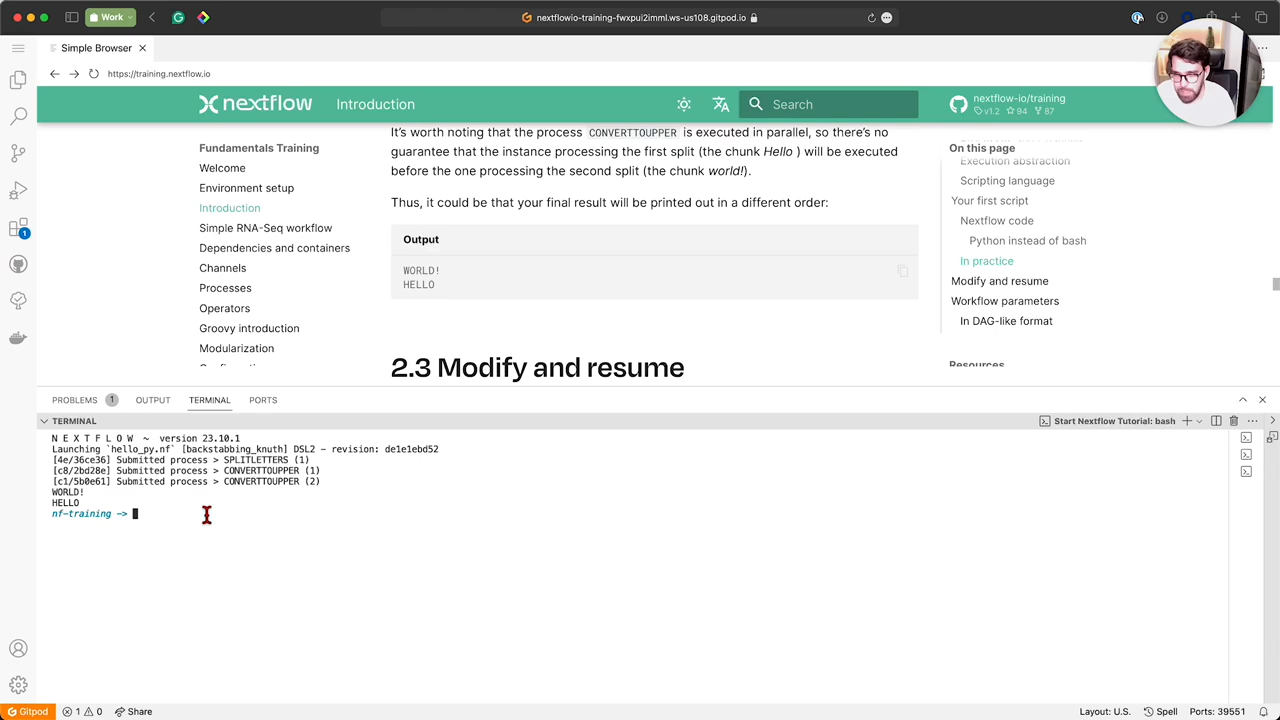 Work
nextflowio-training-fwxpui2imml.ws-us108.gitpod.io
Simple Browser
https://training.nextflow.io
nextflow
Introduction
Search
nextflow-io/training
v1.2 94 87
Fundamentals Training
Welcome
Environment setup
Introduction
Simple RNA-Seq workflow
Dependencies and containers
Channels
Processes
Operators
Groovy introduction
Modularization
It's worth noting that the process CONVERTTOUPPER is executed in parallel, so there's no
guarantee that the instance processing the first split (the chunk Hello ) will be executed
before the one processing the second split (the chunk world!).
Thus, it could be that your final result will be printed out in a different order:
Output
WORLD!
HELLO
2.3 Modify and resume
On this page
Execution abstraction
Scripting language
Your first script
Nextflow code
Python instead of bash
In practice
Modify and resume
Workflow parameters
In DAG-like format
Resources
1
PROBLEMS 1 OUTPUT TERMINAL PORTS
TERMINAL
Start Nextflow Tutorial: bash
N E X T F L O W ~ version 23.10.1
Launching `hello_py.nf` [backstabbing_knuth] DSL2 - revision: de1e1ebd52
[4e/36ce36] Submitted process > SPLITLETTERS (1)
[c8/2bd28e] Submitted process > CONVERTTOUPPER (1)
[c1/5b0e61] Submitted process > CONVERTTOUPPER (2)
WORLD!
HELLO
nf-training ->
Gitpod 1 0 Share
Layout: U.S. Spell Ports: 39551